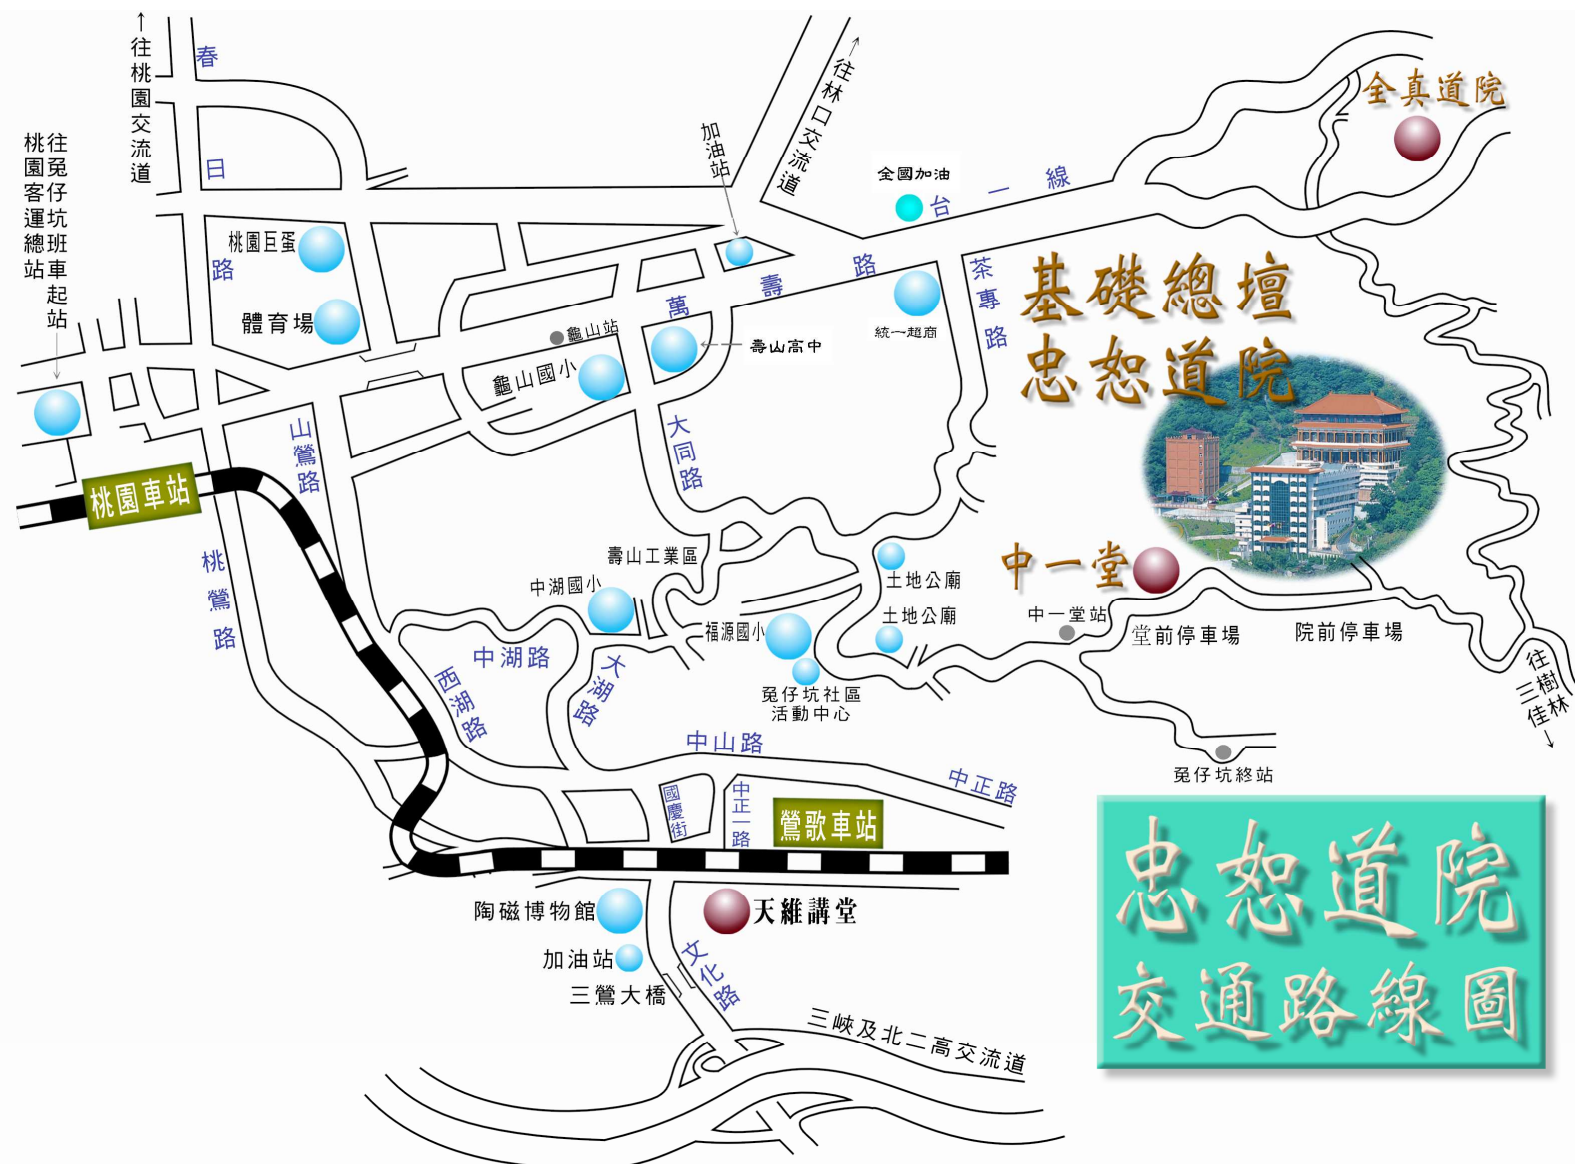 ↑往桃園交流道
往兔仔坑班車起站
桃園客運總站
春日路
桃園巨蛋
體育場
加油站
↑往林口交流道
全國加油
台一線
全真道院
萬壽路
龜山站
龜山國小
壽山高中
統一超商
茶專路
基礎總壇
忠恕道院
山鶯路
大同路
桃園車站
桃鶯路
壽山工業區
中湖國小
土地公廟
土地公廟
中一堂
中一堂站
堂前停車場
院前停車場
福源國小
兔仔坑社區
活動中心
中湖路
西湖路
大湖路
往樹林
三佳↓
兔仔坑終站
中山路
中正路
國慶街
中正一路
鶯歌車站
陶磁博物館
天維講堂
加油站
三鶯大橋
文化路
三峽及北二高交流道
忠恕道院
交通路線圖